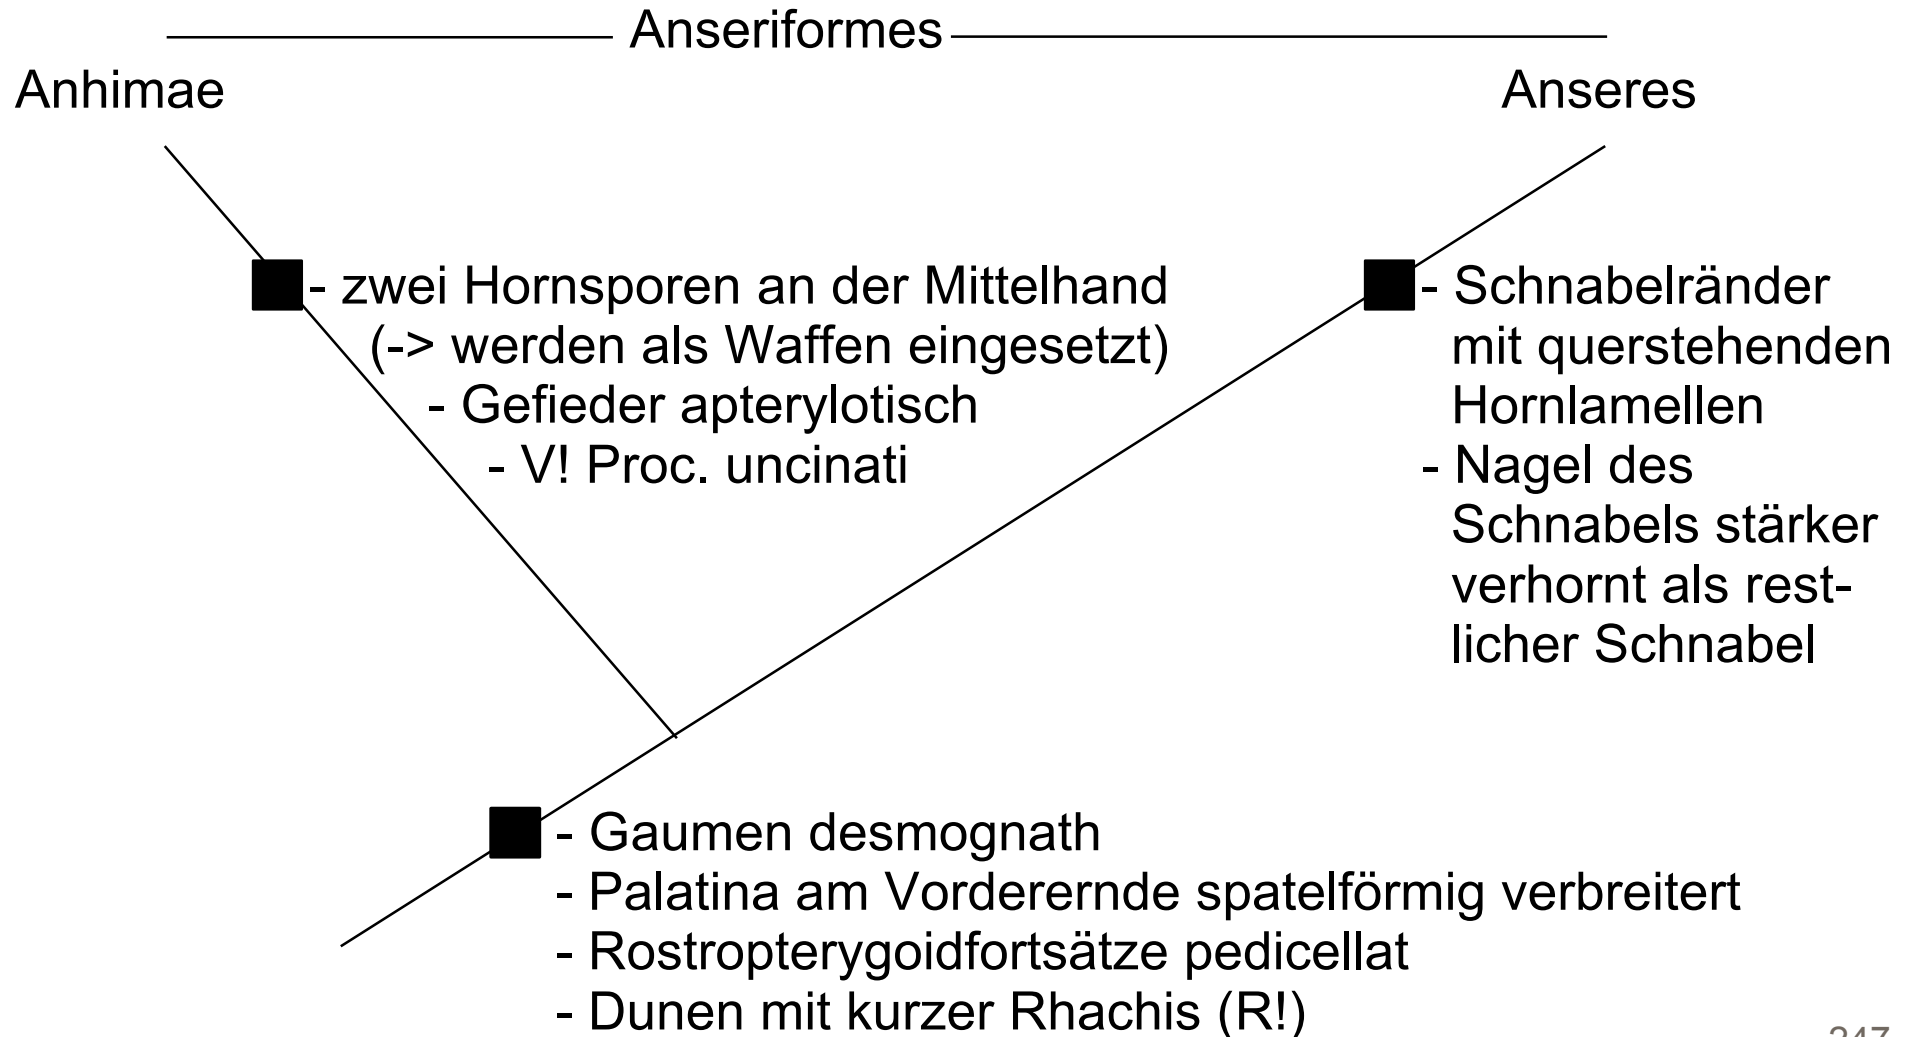 Anseriformes
Anhimae
Anseres
- zwei Hornsporen an der Mittelhand
(-> werden als Waffen eingesetzt)
- Gefieder apterylotisch
- V! Proc. uncinati
- Schnabelränder
mit querstehenden
Hornlamellen
- Nagel des
Schnabels stärker
verhornt als rest-
licher Schnabel
- Gaumen desmognath
- Palatina am Vorderernde spatelförmig verbreitert
- Rostropterygoidfortsätze pedicellat
- Dunen mit kurzer Rhachis (R!)